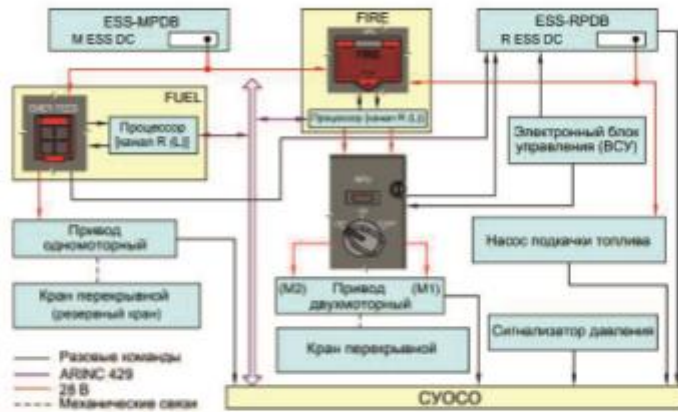 ESS-MPDB
M ESS DC
FIRE
FIRE
ESS-RPDB
R ESS DC
FUEL
Процессор
[канал R (L)]
Процессор [канал R (L)]
Электронный блок
управления (ВСУ)
Привод
одномоторный
Насос подкачки топлива
Кран перекрывной
(резервный кран)
(M2)
Привод
двухмоторный
(M1)
Кран перекрывной
Сигнализатор давления
Разовые команды
ARINC 429
28 В
Механические связи
СУОСО